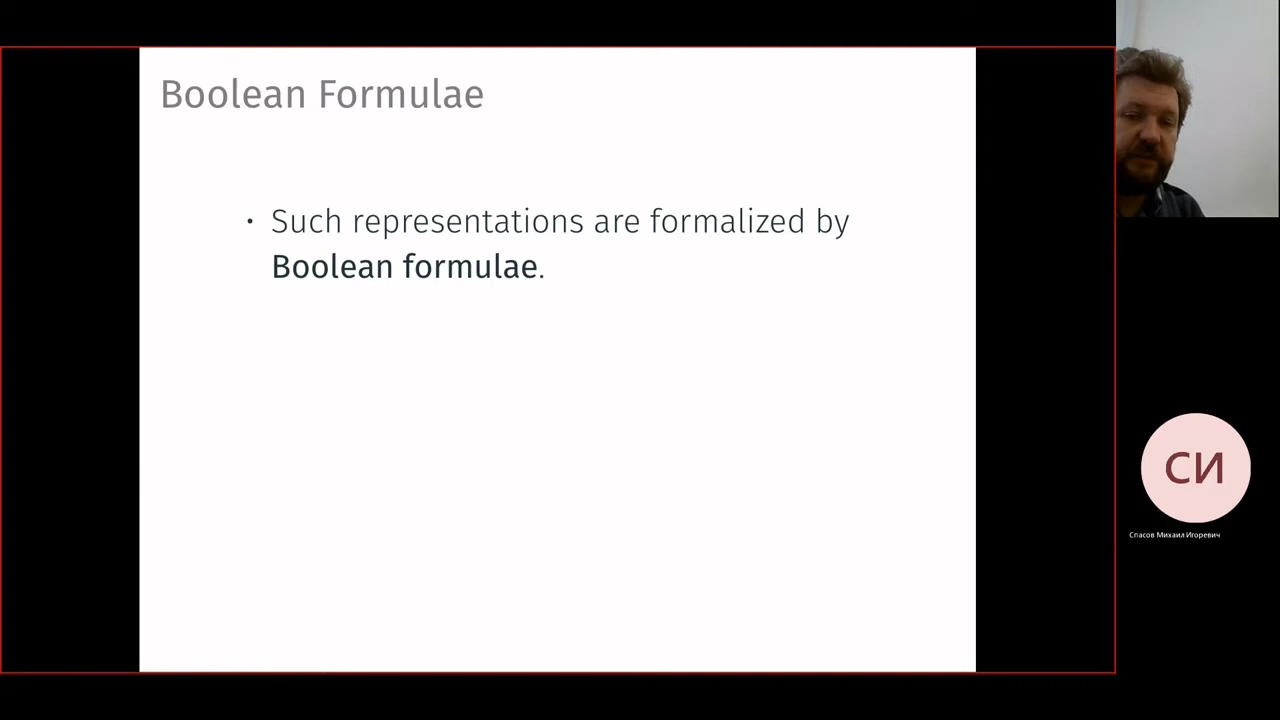 Boolean Formulae
• Such representations are formalized by
Boolean formulae.
СИ
Спасов Михаил Игоревич